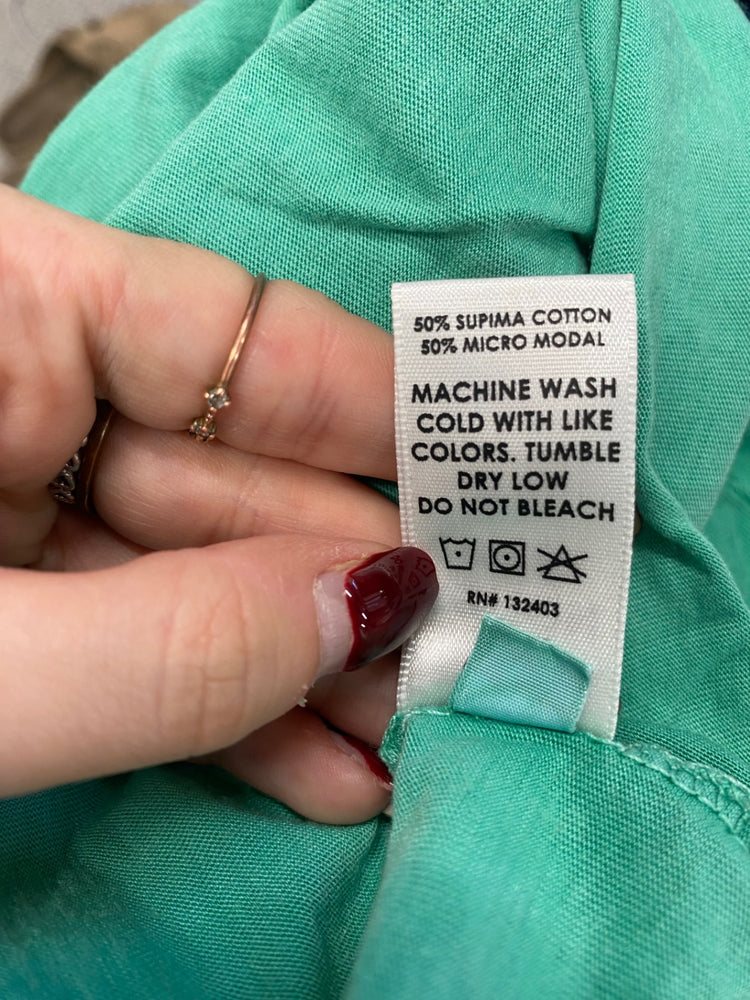 50% SUPIMA COTTON
50% MICRO MODAL
MACHINE WASH
COLD WITH LIKE
COLORS. TUMBLE
DRY LOW
DO NOT BLEACH
RN# 132403